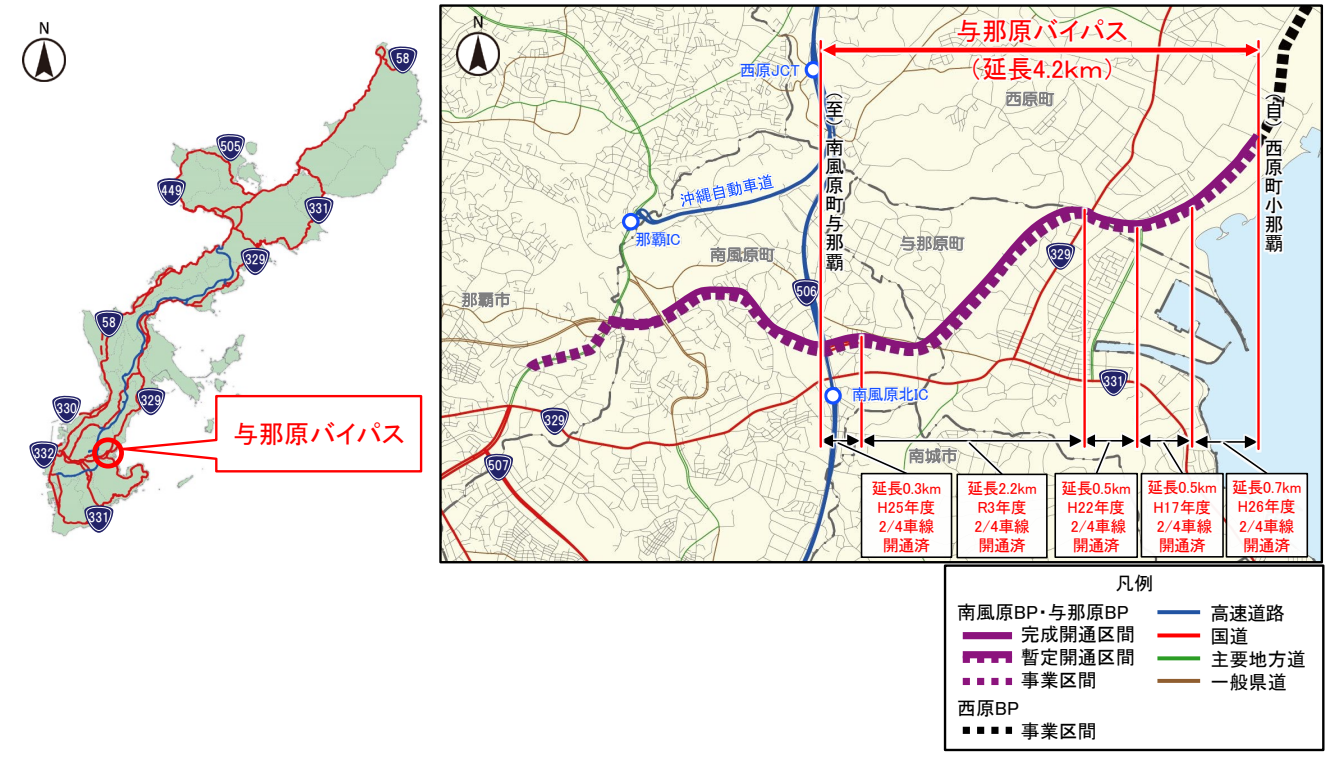 N
58
505
449
331
329
58
329
330
332
331
与那原バイパス
N
与那原バイパス
(延長4.2km)
西原JCT
西原町
(至)南風原町与那覇
(自)西原町小那覇
沖縄自動車道
那覇IC
南風原町
与那原町
329
506
那覇市
南風原北IC
331
329
507
南城市
延長0.3km
H25年度
2/4車線
開通済
延長2.2km
R3年度
2/4車線
開通済
延長0.5km
H22年度
2/4車線
開通済
延長0.5km
H17年度
2/4車線
開通済
延長0.7km
H26年度
2/4車線
開通済
凡例
南風原BP・与那原BP
完成開通区間
暫定開通区間
事業区間
西原BP
事業区間
高速道路
国道
主要地方道
一般県道